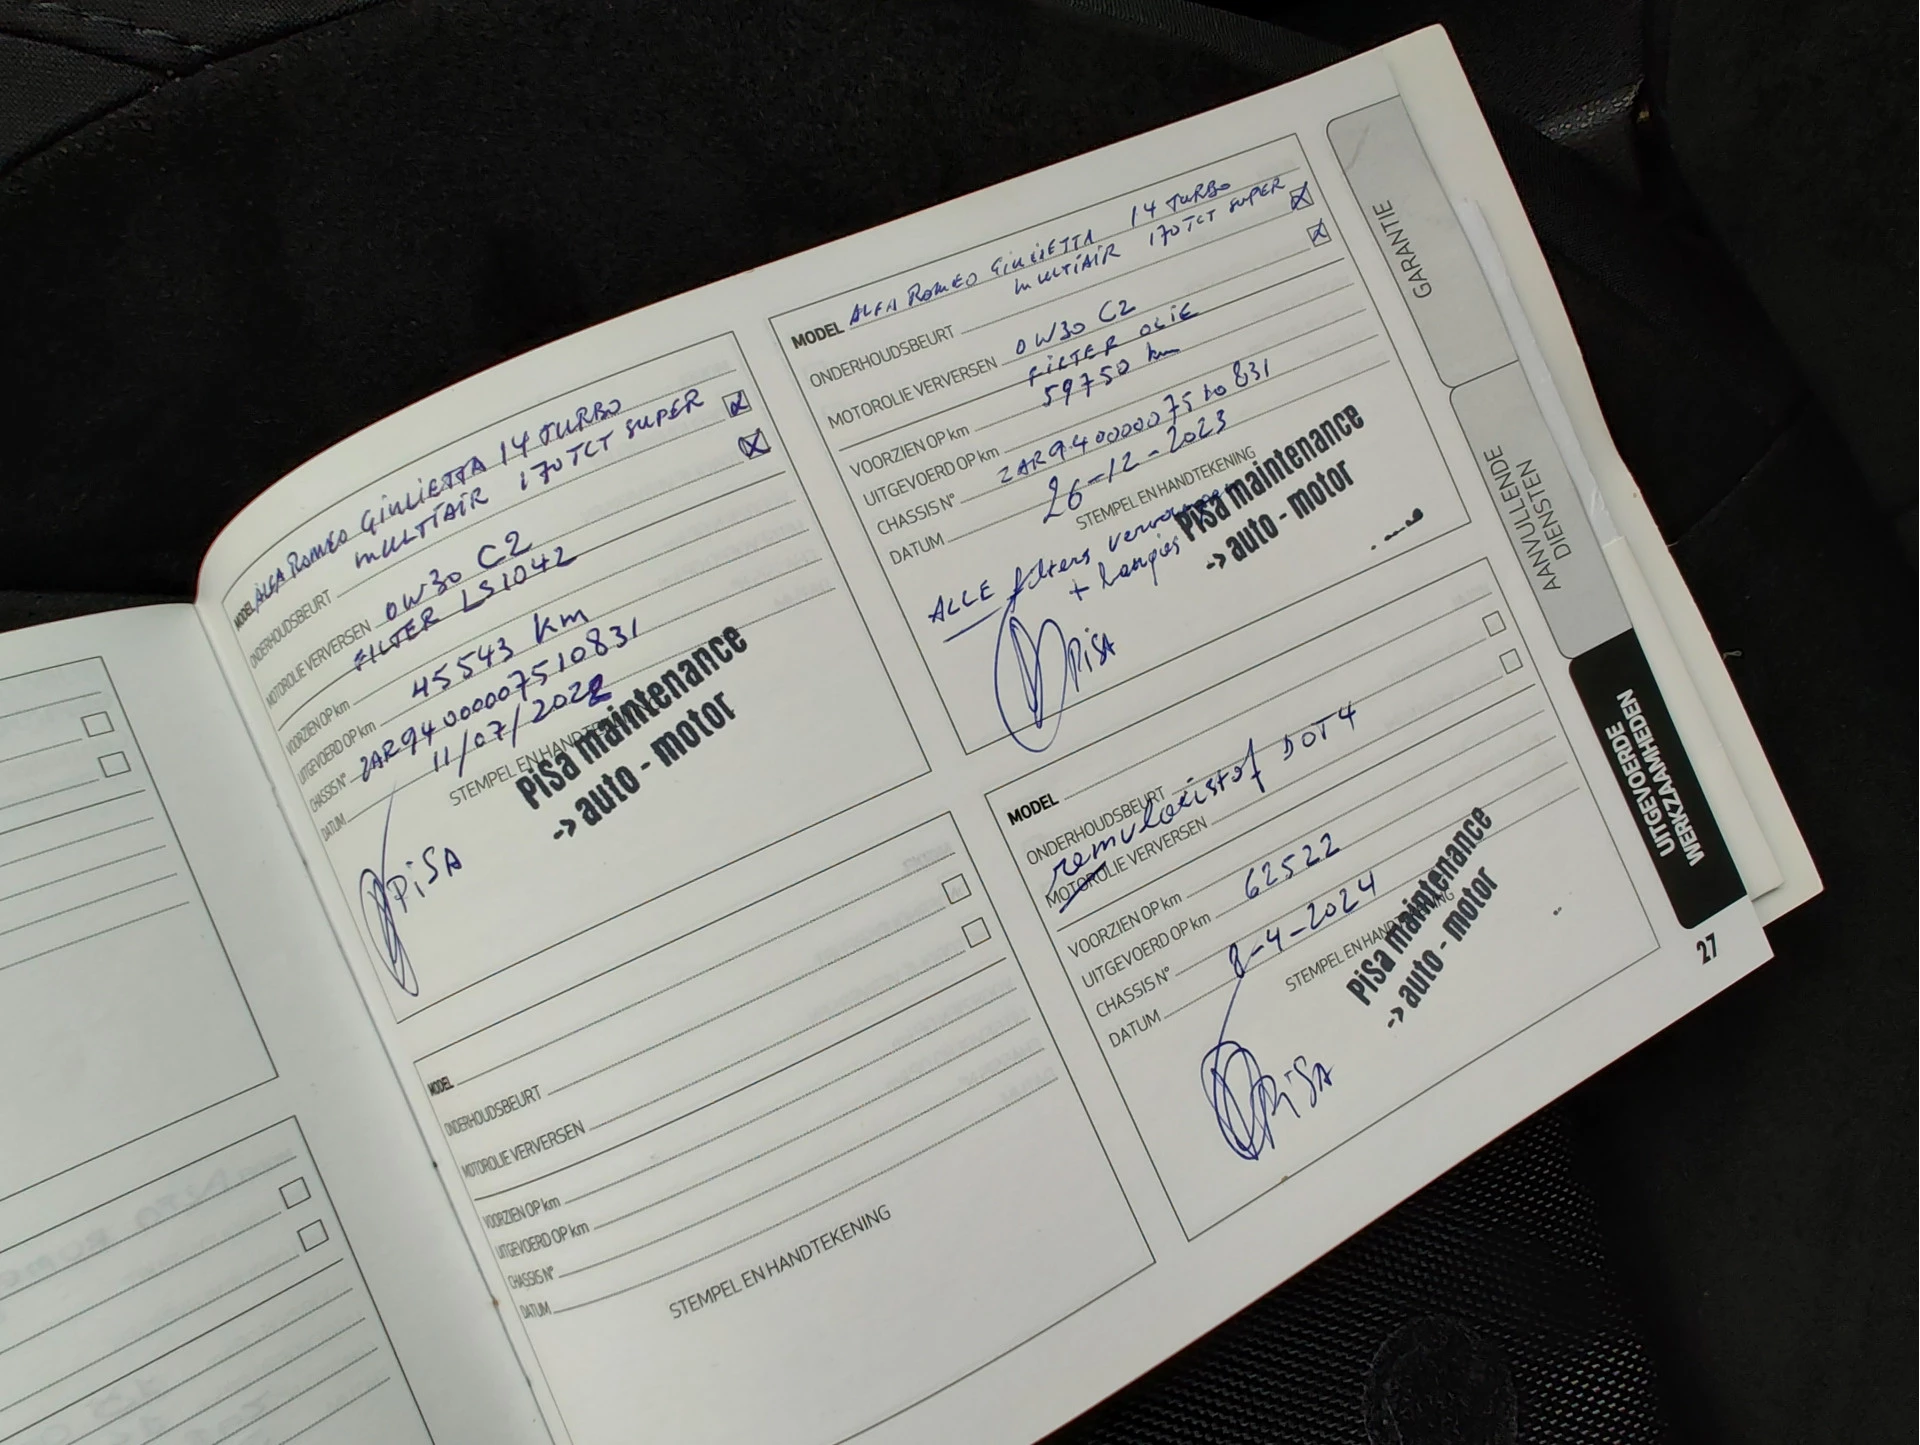 MODEL ALFA ROMEO GIULIETTA 14 TURBO
MULTIAIR 170 TCT SUPER
ONDERHOUDSBEURT
MOTOROLIE VERVERSEN 0W30 C2
FILTER LS1042
VOORZIEN OP km
UITGEVOERD OP km 45543 km
CHASSIS N° ZAR94000007510831
DATUM 11/07/2022
STEMPEL EN HANDTEKENING
PiSa maintenance
-> auto - motor
PiSA
MODEL
ONDERHOUDSBEURT
MOTOROLIE VERVERSEN
VOORZIEN OP km
UITGEVOERD OP km
CHASSIS N°
DATUM
STEMPEL EN HANDTEKENING
MODEL ALFA ROMEO GIULIETTA 14 TURBO
MULTIAIR 170 TCT SUPER
ONDERHOUDSBEURT
MOTOROLIE VERVERSEN 0W30 C2
FILTER OLIE
VOORZIEN OP km 59750 km
UITGEVOERD OP km
CHASSIS N° ZAR94000007510831
DATUM 26-12-2023
STEMPEL EN HANDTEKENING
PiSa maintenance
-> auto - motor
ALLE filters
+
PiSA
MODEL
ONDERHOUDSBEURT
remvloeistof DOT 4
MOTOROLIE VERVERSEN
VOORZIEN OP km
UITGEVOERD OP km 62522
CHASSIS N°
DATUM 8-4-2024
STEMPEL EN HANDTEKENING
PiSa maintenance
-> auto - motor
PiSA
GARANTIE
AANVULLENDE
DIENSTEN
UITGEVOERDE
WERKZAAMHEDEN
27